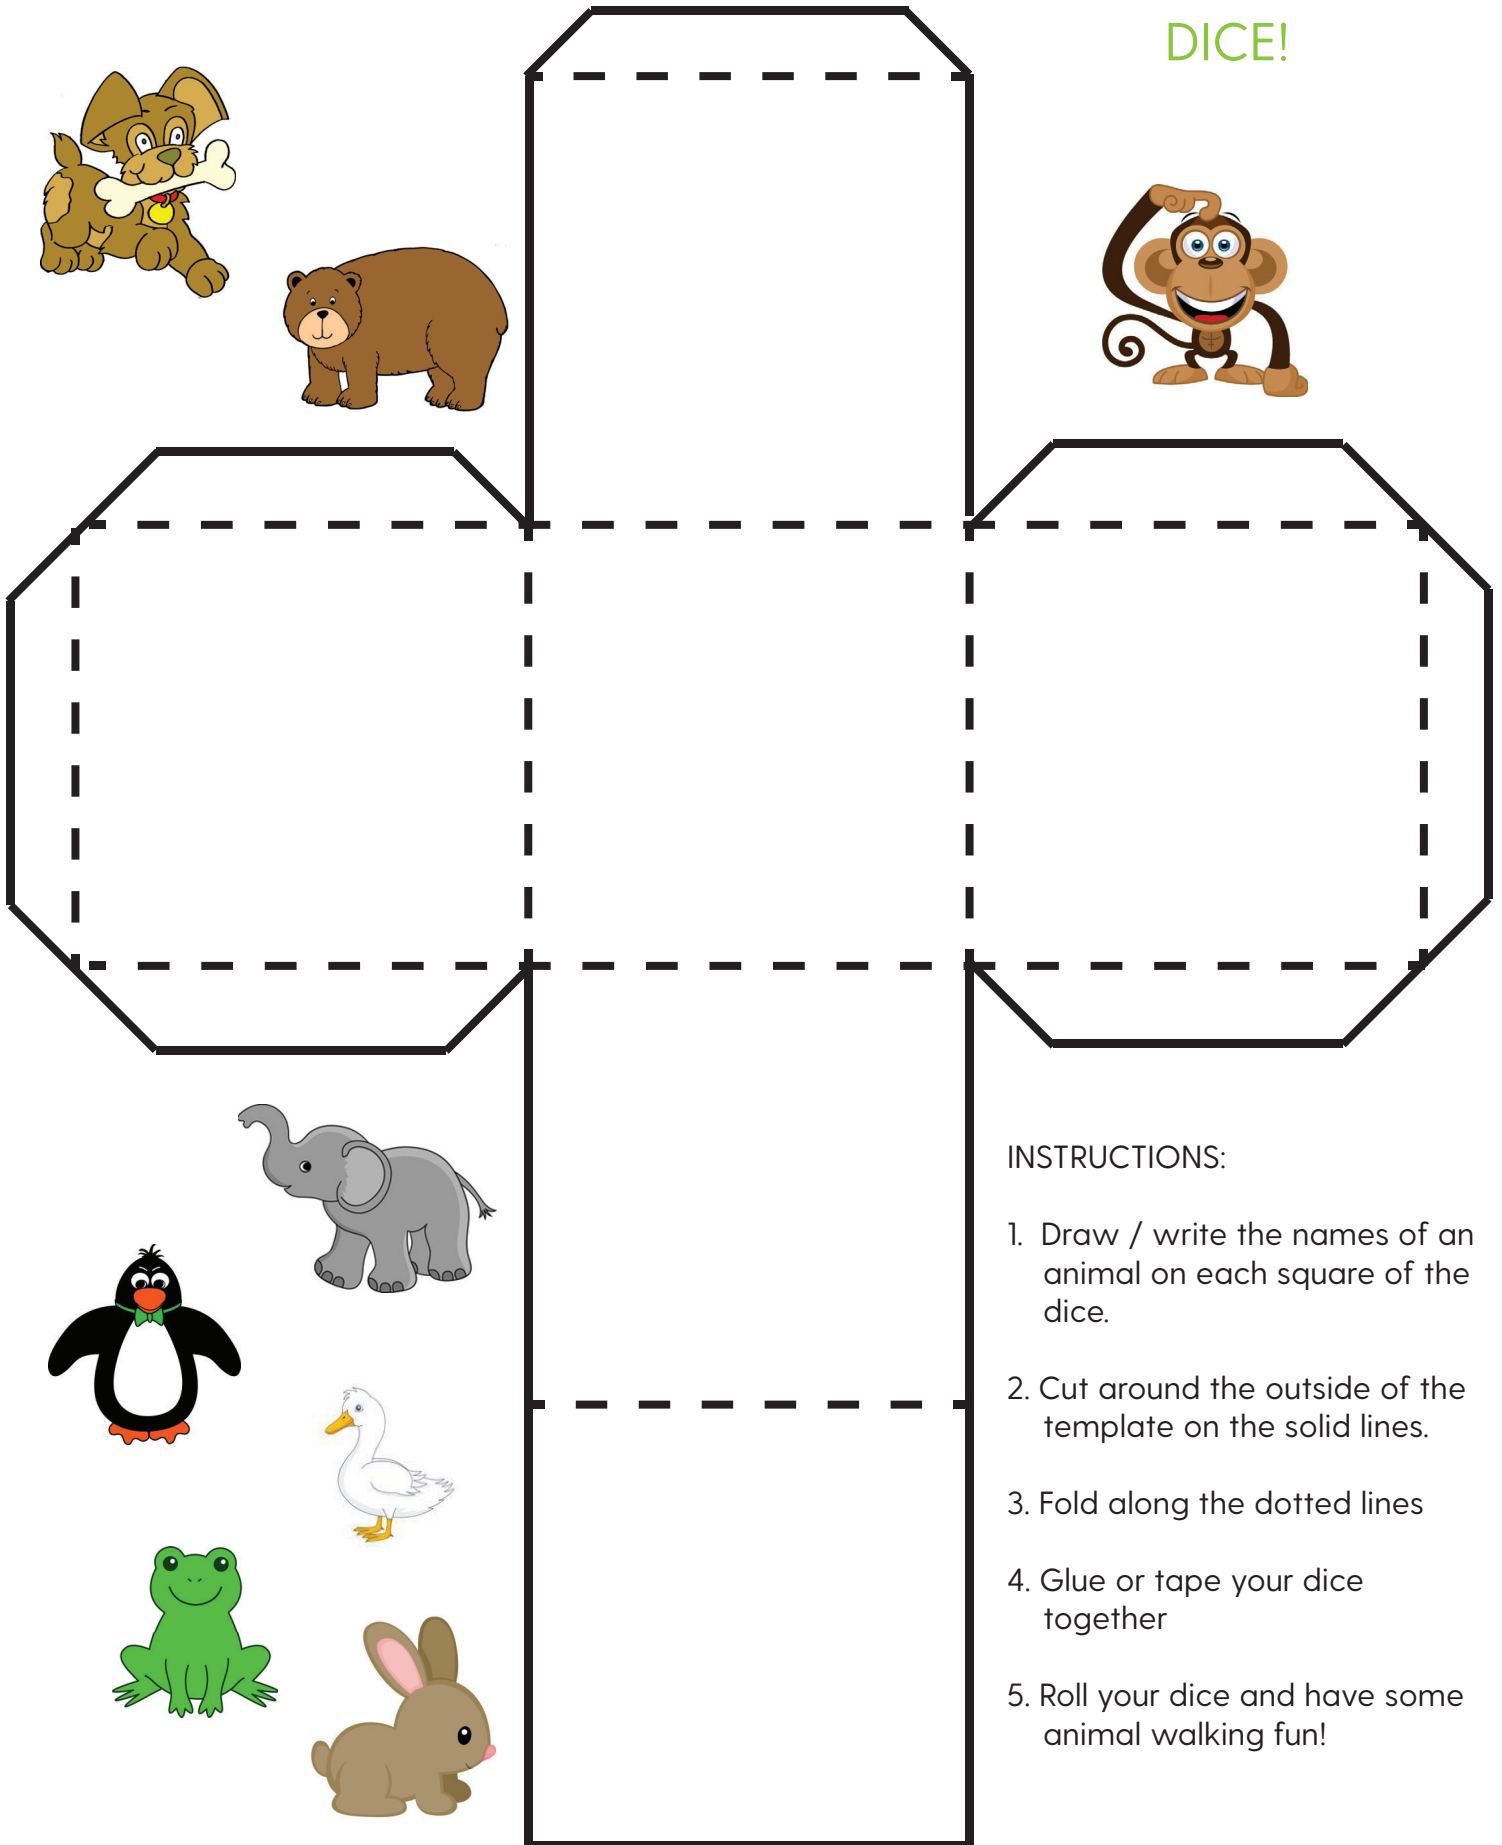 DICE!
INSTRUCTIONS:
1. Draw / write the names of an
animal on each square of the
dice.
2. Cut around the outside of the
template on the solid lines.
3. Fold along the dotted lines
4. Glue or tape your dice
together
5. Roll your dice and have some
animal walking fun!